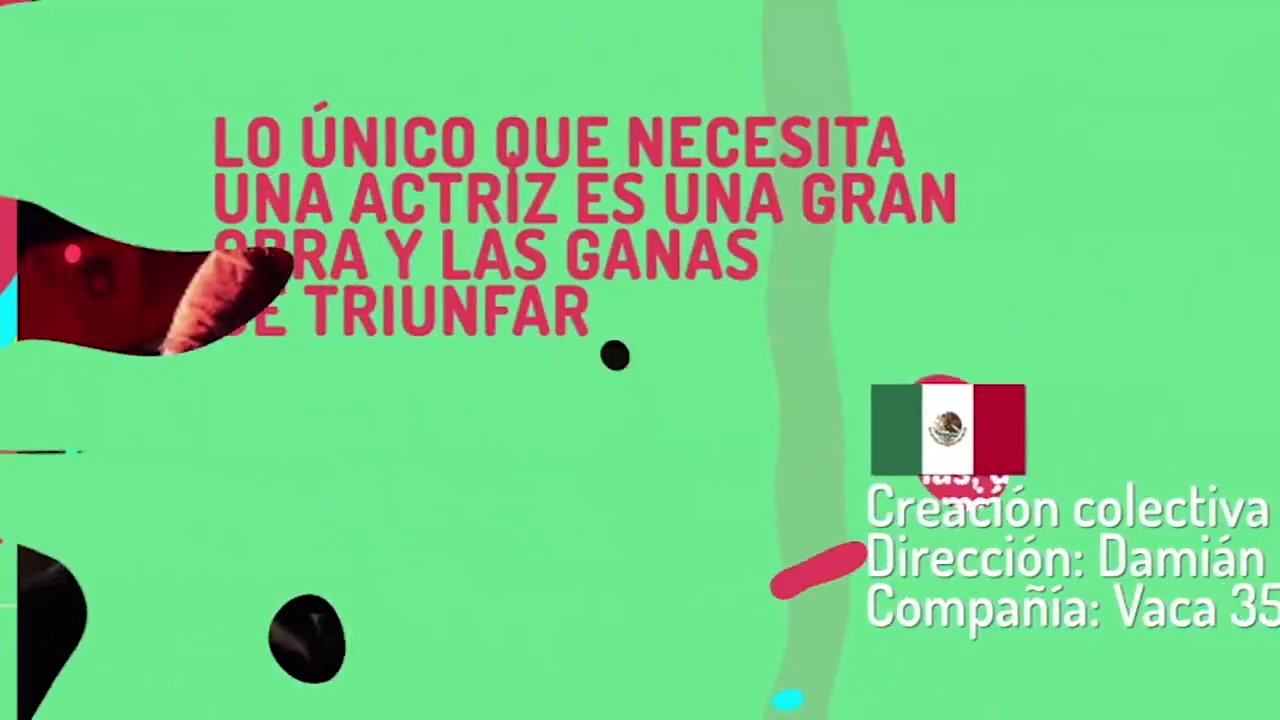 LO ÚNICO QUE NECESITA
UNA ACTRIZ ES UNA GRAN
OBRA Y LAS GANAS
DE TRIUNFAR
Creación colectiva
Dirección: Damián
Compañía: Vaca 35